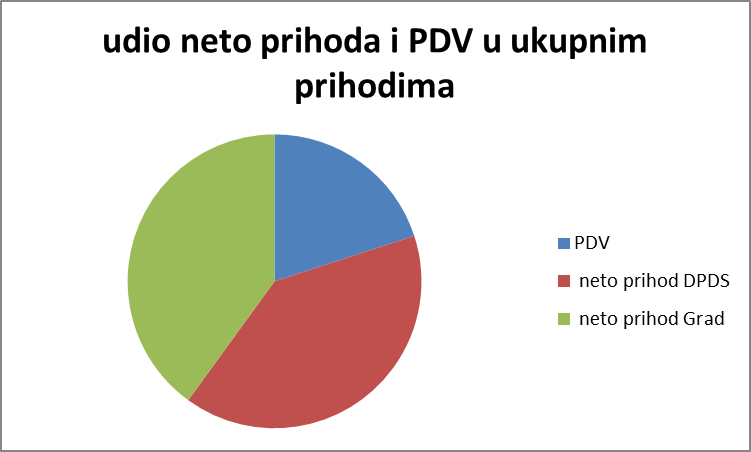 udio neto prihoda i PDV u ukupnim
prihodima
PDV
neto prihod DPDS
neto prihod Grad